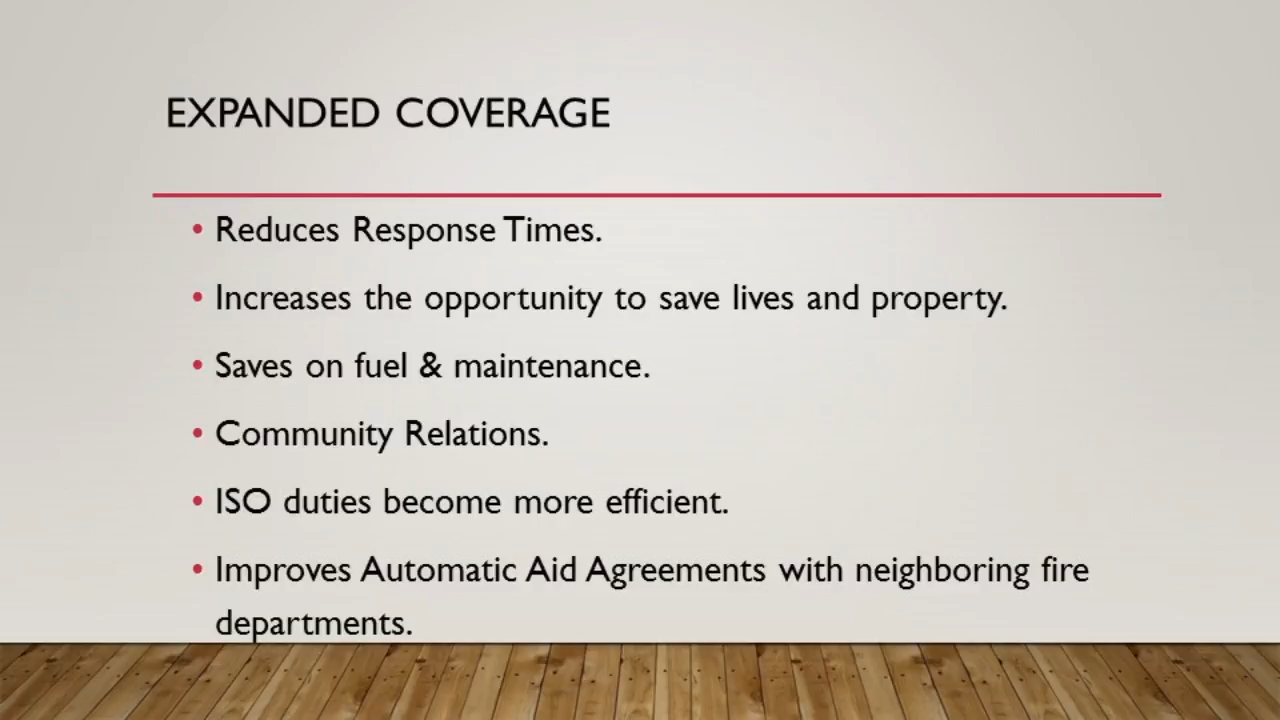 EXPANDED COVERAGE
• Reduces Response Times.
• Increases the opportunity to save lives and property.
• Saves on fuel & maintenance.
• Community Relations.
• ISO duties become more efficient.
• Improves Automatic Aid Agreements with neighboring fire
departments.